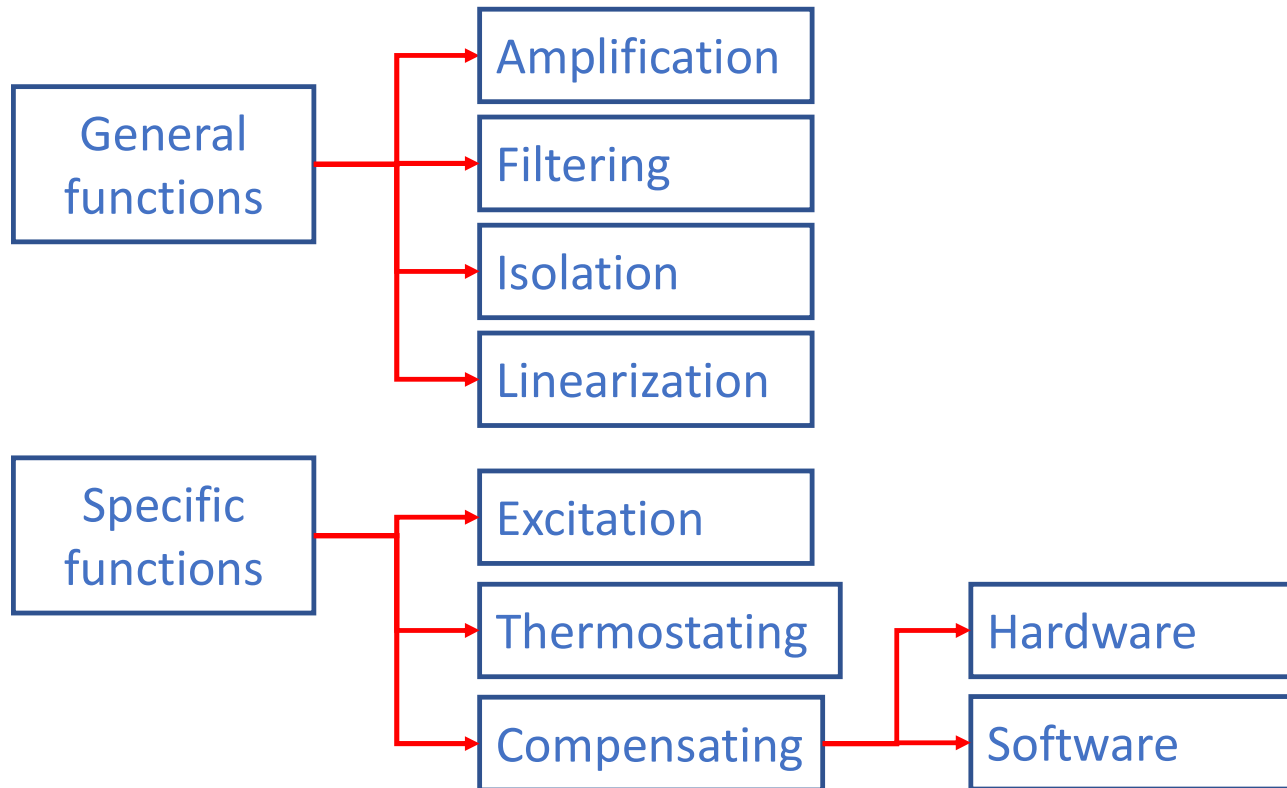 General
functions
Amplification
Filtering
Isolation
Linearization
Specific
functions
Excitation
Thermostating
Compensating
Hardware
Software